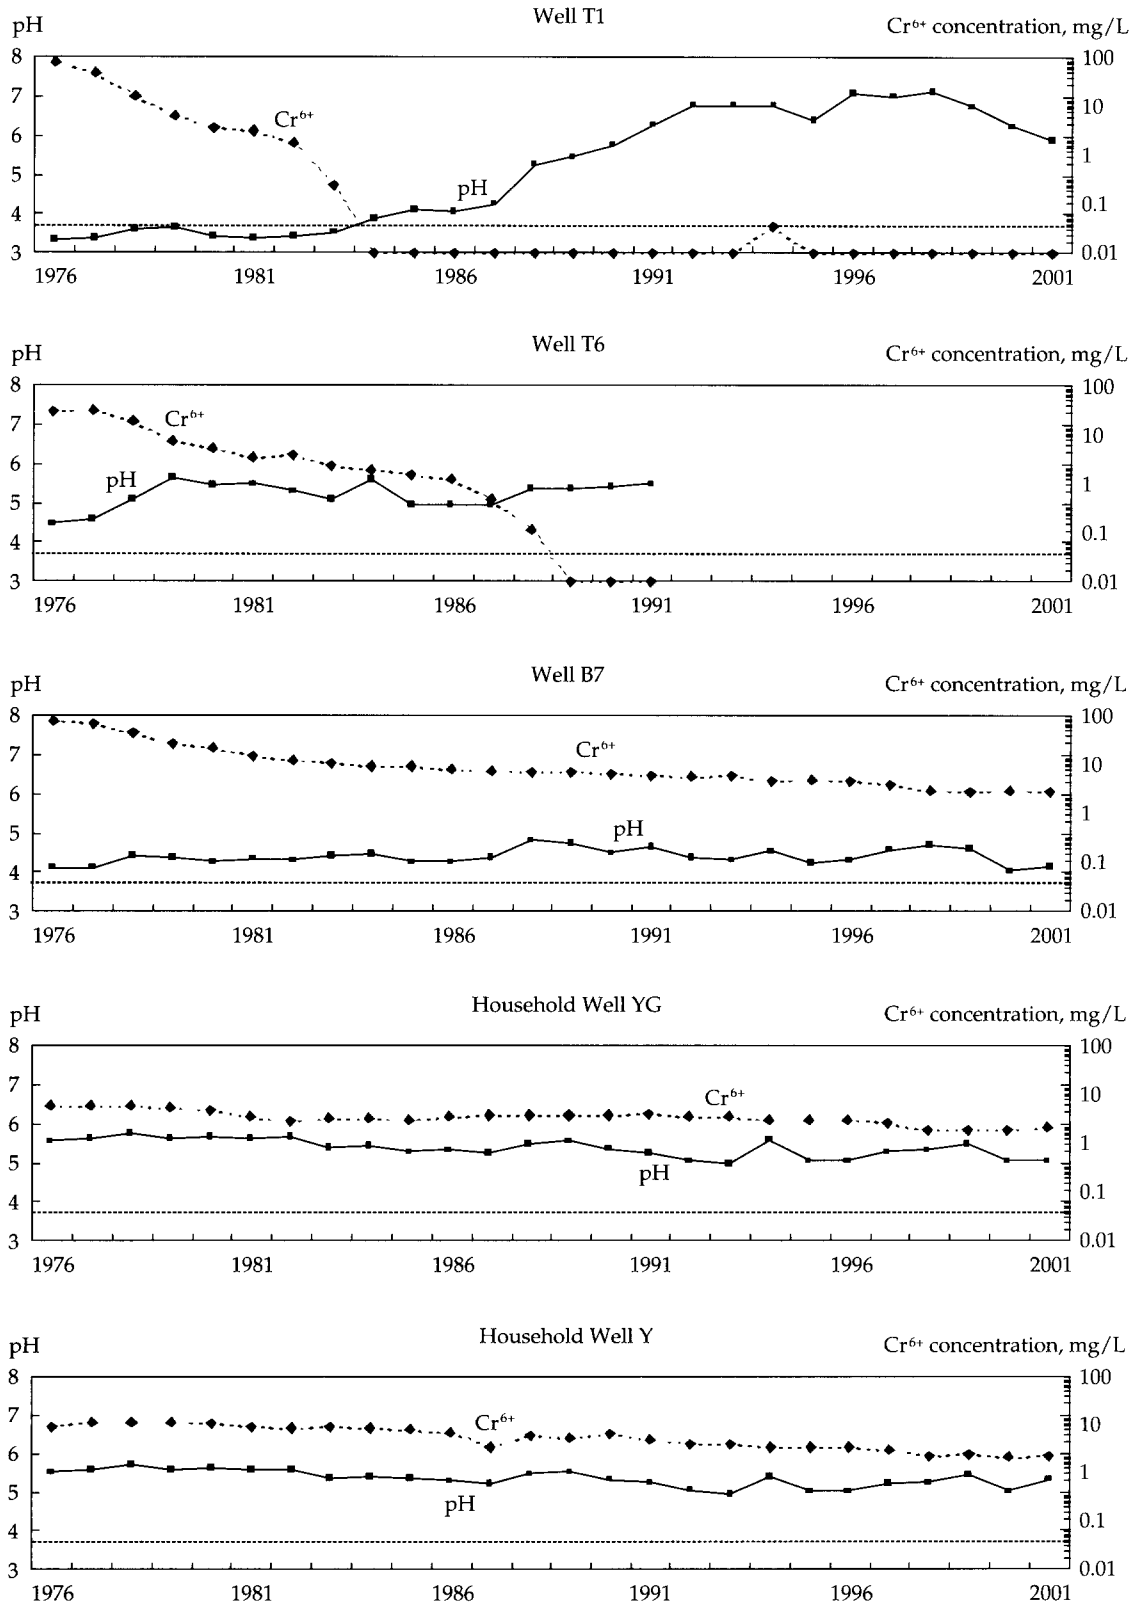 Well T1
pH
Cr⁶⁺ concentration, mg/L
8
7
6
5
4
3
Cr⁶⁺
pH
100
10
1
0.1
0.01
1976 1981 1986 1991 1996 2001
Well T6
pH
Cr⁶⁺ concentration, mg/L
8
7
6
5
4
3
Cr⁶⁺
pH
100
10
1
0.1
0.01
1976 1981 1986 1991 1996 2001
Well B7
pH
Cr⁶⁺ concentration, mg/L
8
7
6
5
4
3
Cr⁶⁺
pH
100
10
1
0.1
0.01
1976 1981 1986 1991 1996 2001
Household Well YG
pH
Cr⁶⁺ concentration, mg/L
8
7
6
5
4
3
Cr⁶⁺
pH
100
10
1
0.1
0.01
1976 1981 1986 1991 1996 2001
Household Well Y
pH
Cr⁶⁺ concentration, mg/L
8
7
6
5
4
3
Cr⁶⁺
pH
100
10
1
0.1
0.01
1976 1981 1986 1991 1996 2001